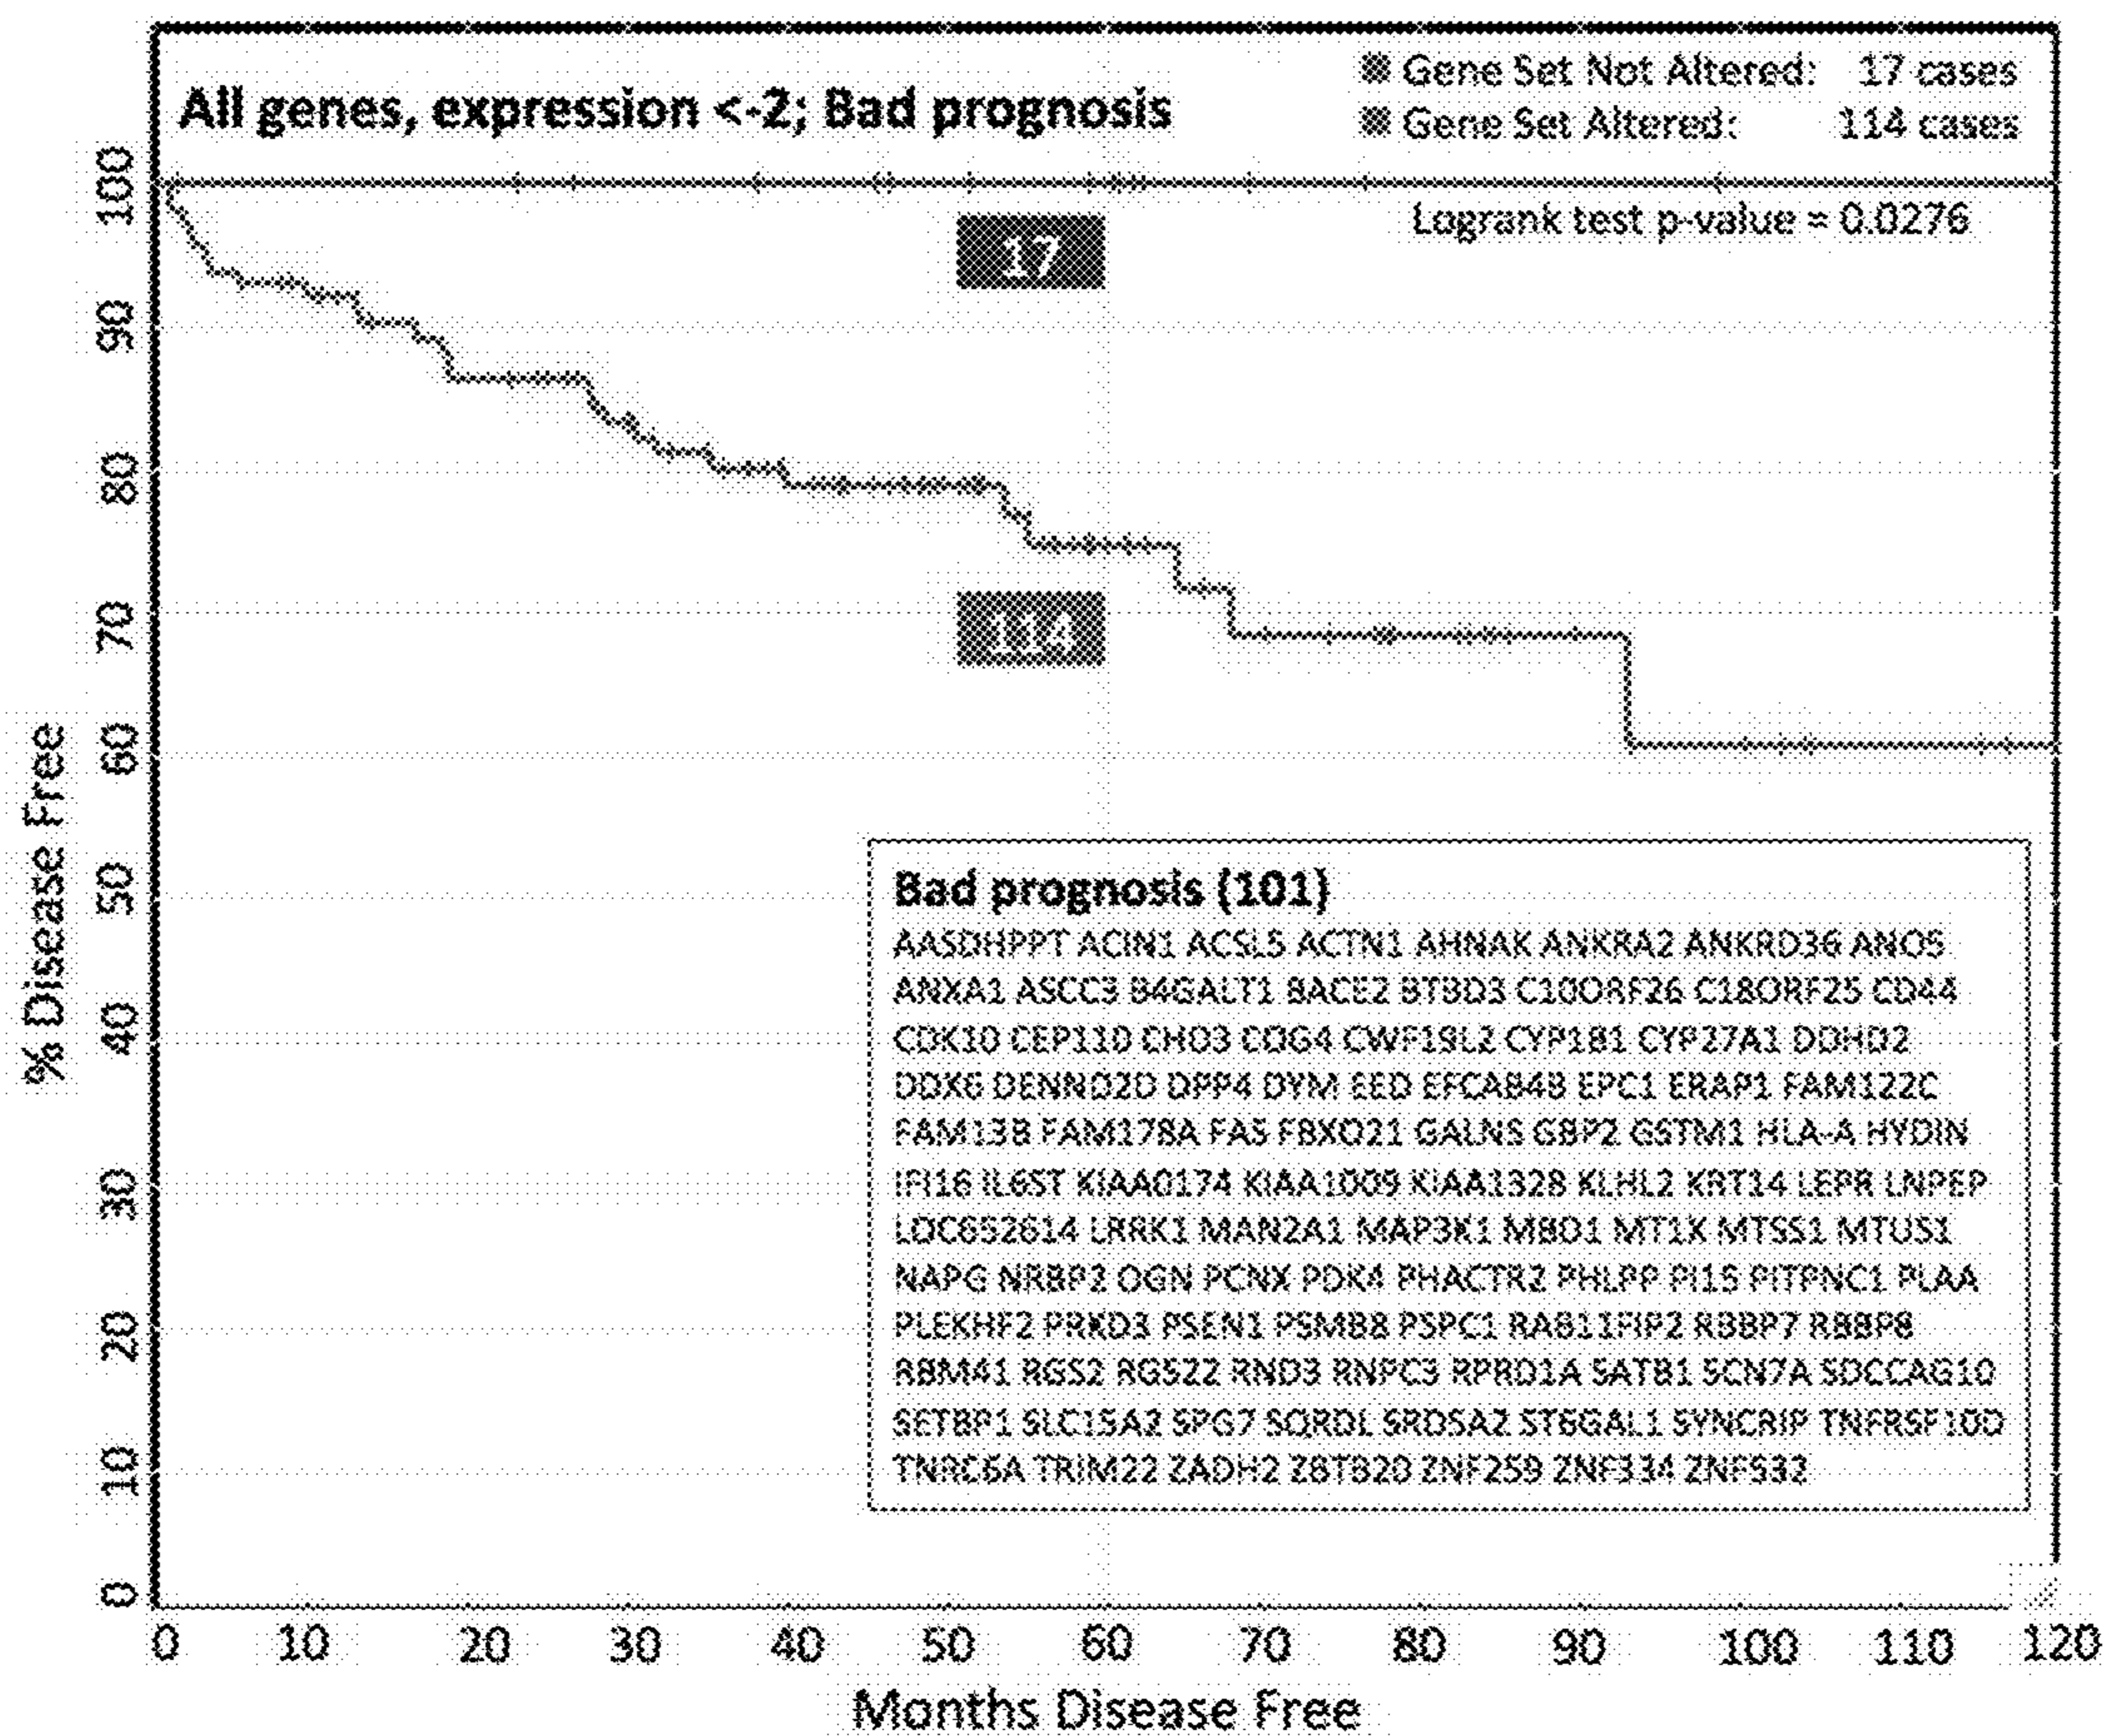 All genes, expression <-2; Bad prognosis
Gene Set Not Altered: 17 cases
Gene Set Altered: 114 cases
Logrank test p-value = 0.0276
17
114
% Disease Free
100
90
80
70
60
50
40
30
20
10
0
Bad prognosis (101)
AASDHPPT ACIN1 ACSL5 ACTN1 AHNAK ANKRA2 ANKRD36 ANO5
ANXA1 ASCC3 B4GALT1 BACE2 BTBD3 C10ORF26 C18ORF25 CD44
CDK10 CEP110 CHD3 COG4 CWF19L2 CYP1B1 CYP27A1 DDHD2
DDX6 DENND2D DPP4 DYM EED EFCAB4B EPC1 ERAP1 FAM122C
FAM13B FAM178A FAS FBXO21 GALNS GBP2 GSTM1 HLA-A HYDIN
IFI16 IL6ST KIAA0174 KIAA1009 KIAA1328 KLHL2 KRT14 LEPR LNPEP
LOC652614 LRRK1 MAN2A1 MAP3K1 MBD1 MT1X MTSS1 MTUS1
NAPG NRBP2 OGN PCNX PDK4 PHACTR2 PHLPP PI15 PITPNC1 PLAA
PLEKHF2 PRKD3 PSEN1 PSMB8 PSPC1 RAB11FIP2 RBBP7 RBBP8
RBM41 RGS2 RGS22 RND3 RNPC3 RPRD1A SATB1 SCN7A SDCCAG10
SETBP1 SLC15A2 SPG7 SQRDL SRD5A2 ST6GAL1 SYNCRIP TNFRSF10D
TNRC6A TRIM22 ZADH2 ZBTB20 ZNF259 ZNF334 ZNF532
0 10 20 30 40 50 60 70 80 90 100 110 120
Months Disease Free